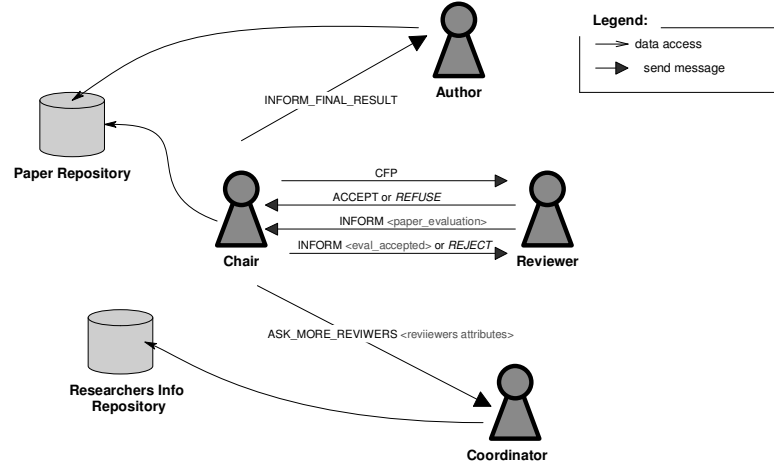 Legend:
data access
send message
Author
INFORM_FINAL_RESULT
Paper Repository
CFP
ACCEPT or REFUSE
INFORM <paper_evaluation>
INFORM <eval_accepted> or REJECT
Chair
Reviewer
ASK_MORE_REVIWERS <reviiewers attributes>
Researchers Info
Repository
Coordinator